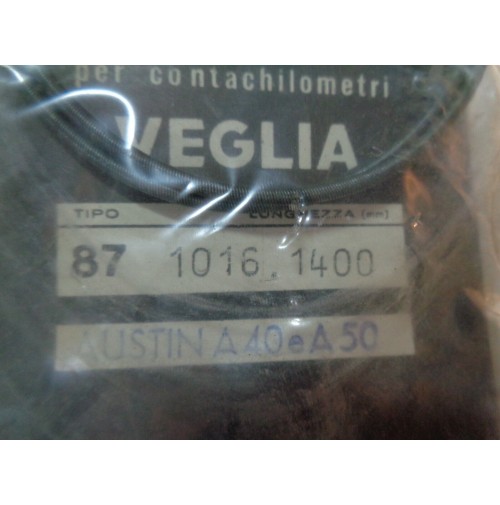 per contachilometri
VEGLIA
TIPO LUNGHEZZA (mm)
87 1016 1400
AUSTIN A 40 e A 50